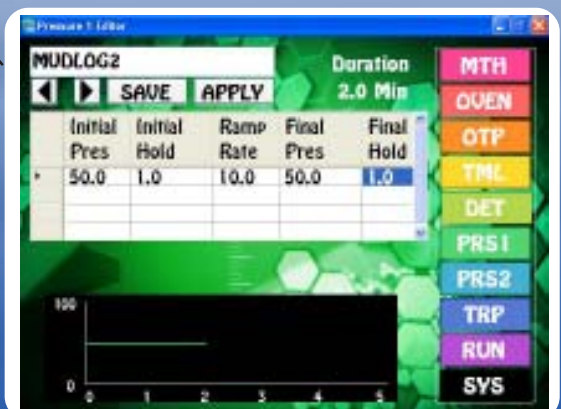 Pressure 1 Editor
MUDLOG2
Duration
2.0 Min
SAVE APPLY
Initial Pres Initial Hold Ramp Rate Final Pres Final Hold
50.0 1.0 10.0 50.0 1.0
100
0
0 1 2 3 4 5
MTH
OVEN
OTP
TML
DET
PRS1
PRS2
TRP
RUN
SYS